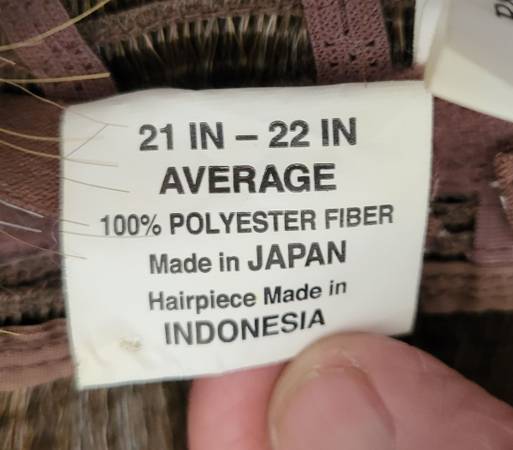 21 IN – 22 IN
AVERAGE
100% POLYESTER FIBER
Made in JAPAN
Hairpiece Made in
INDONESIA